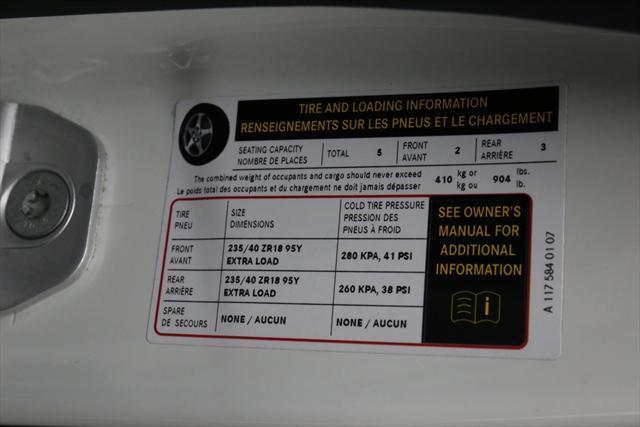 TIRE AND LOADING INFORMATION
RENSEIGNEMENTS SUR LES PNEUS ET LE CHARGEMENT
SEATING CAPACITY
NOMBRE DE PLACES
TOTAL 5
FRONT
AVANT
2
REAR
ARRIÈRE
3
The combined weight of occupants and cargo should never exceed 410 kg or 904 lbs.
Le poids total des occupants et du chargement ne doit jamais dépasser kg ou lb.
TIRE
PNEU
SIZE
DIMENSIONS
COLD TIRE PRESSURE
PRESSION DES
PNEUS À FROID
FRONT
AVANT
235/40 ZR18 95Y
EXTRA LOAD
280 KPA, 41 PSI
REAR
ARRIÈRE
235/40 ZR18 95Y
EXTRA LOAD
260 KPA, 38 PSI
SPARE
DE SECOURS
NONE / AUCUN
NONE / AUCUN
SEE OWNER'S
MANUAL FOR
ADDITIONAL
INFORMATION
A 117 584 01 07